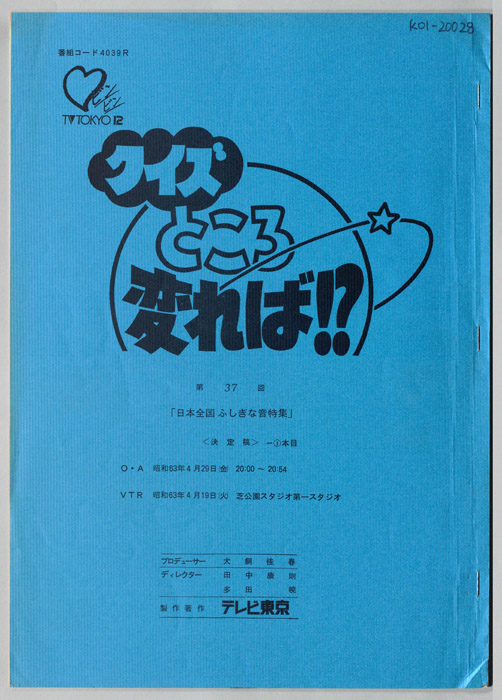 K01-20028
番組コード4039R
ビンビン
TV TOKYO 12
クイズ
ところ
変れば!?
第 37 回
「日本全国 ふしぎな音特集」
<決定稿> —①本目
O・A 昭和63年4月29日(金) 20:00〜20:54
VTR 昭和63年4月19日(火) 芝公園スタジオ第一スタジオ
プロデューサー 犬飼佳春
ディレクター 田中康則
多田暁
製作著作 テレビ東京